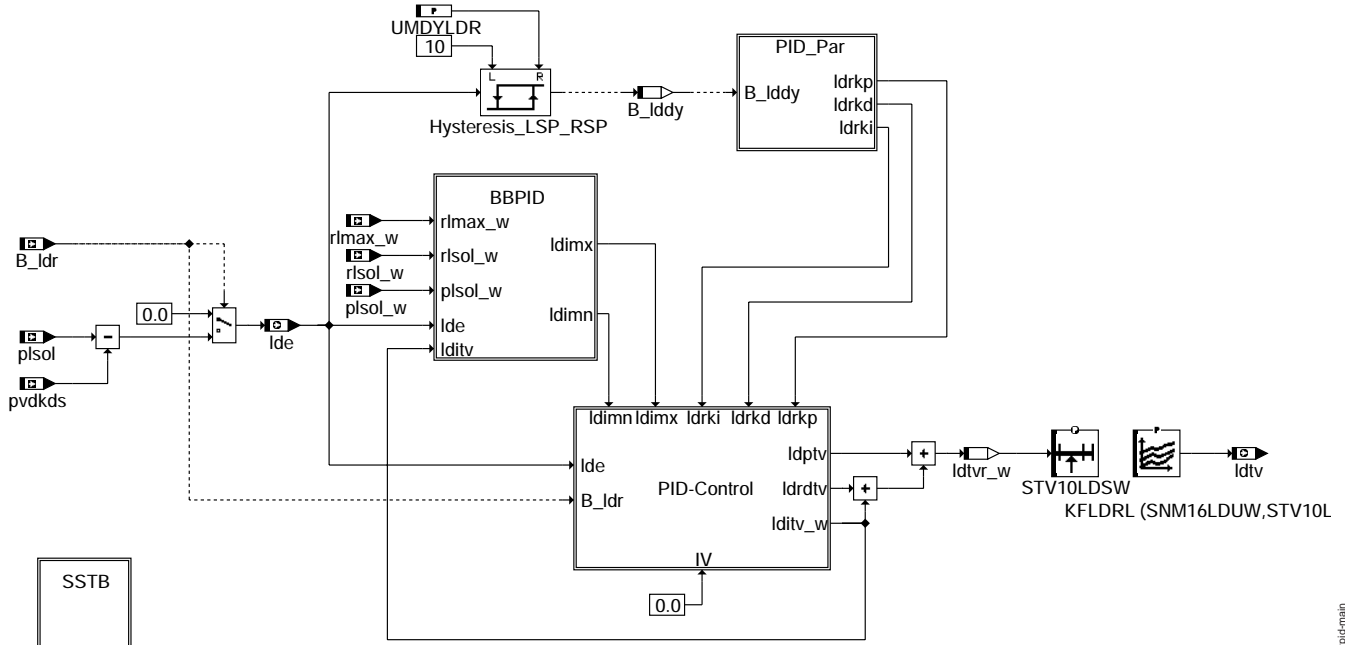 P
UMDYLDR
10
L R
Hysteresis_LSP_RSP
B_lddy
PID_Par
B_lddy
ldrkp
ldrkd
ldrki
BBPID
rlmax_w
rlmax_w
rlsol_w
rlsol_w
plsol_w
plsol_w
lde
lditv
ldimx
ldimn
B_ldr
0.0
plsol
-
pvdkds
lde
ldimn ldimx ldrki ldrkd ldrkp
lde
B_ldr
PID-Control
ldptv
ldrdtv
lditv_w
IV
0.0
+
+
ldtvr_w
STV10LDSW
P
KFLDRL (SNM16LDUW,STV10L
ldtv
SSTB
pid-main